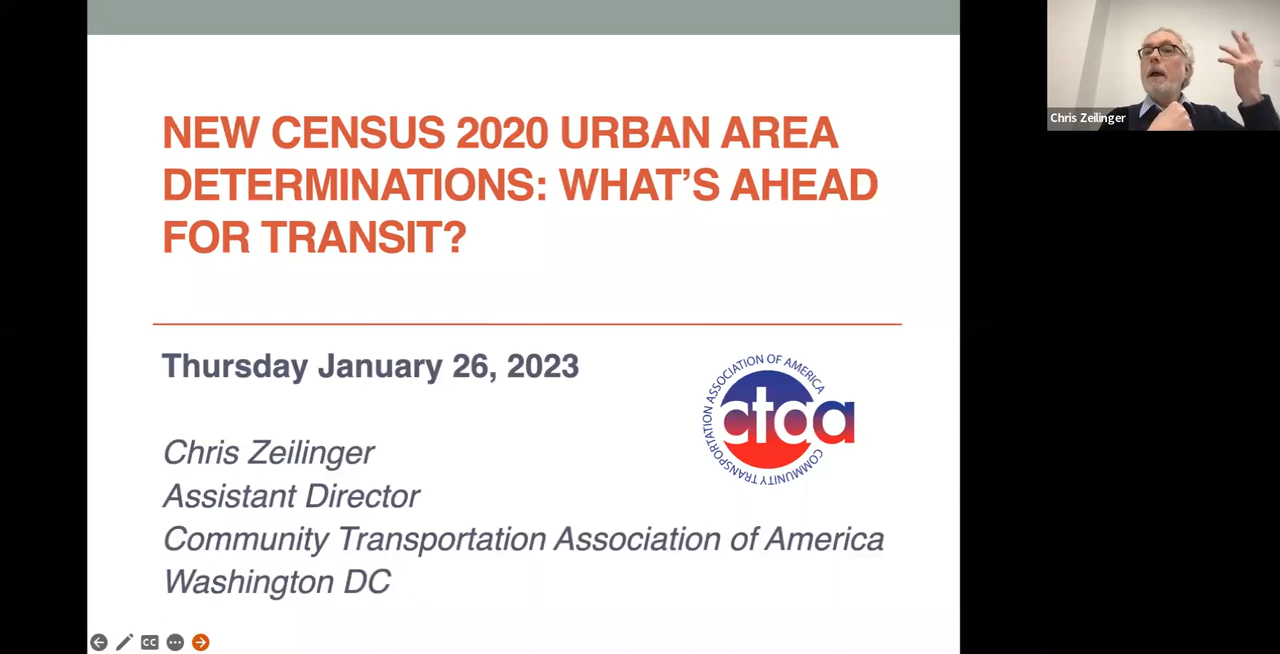 NEW CENSUS 2020 URBAN AREA
DETERMINATIONS: WHAT'S AHEAD
FOR TRANSIT?
Thursday January 26, 2023
COMMUNITY TRANSPORTATION ASSOCIATION OF AMERICA
ctaa
Chris Zeilinger
Assistant Director
Community Transportation Association of America
Washington DC
CC
Chris Zeilinger